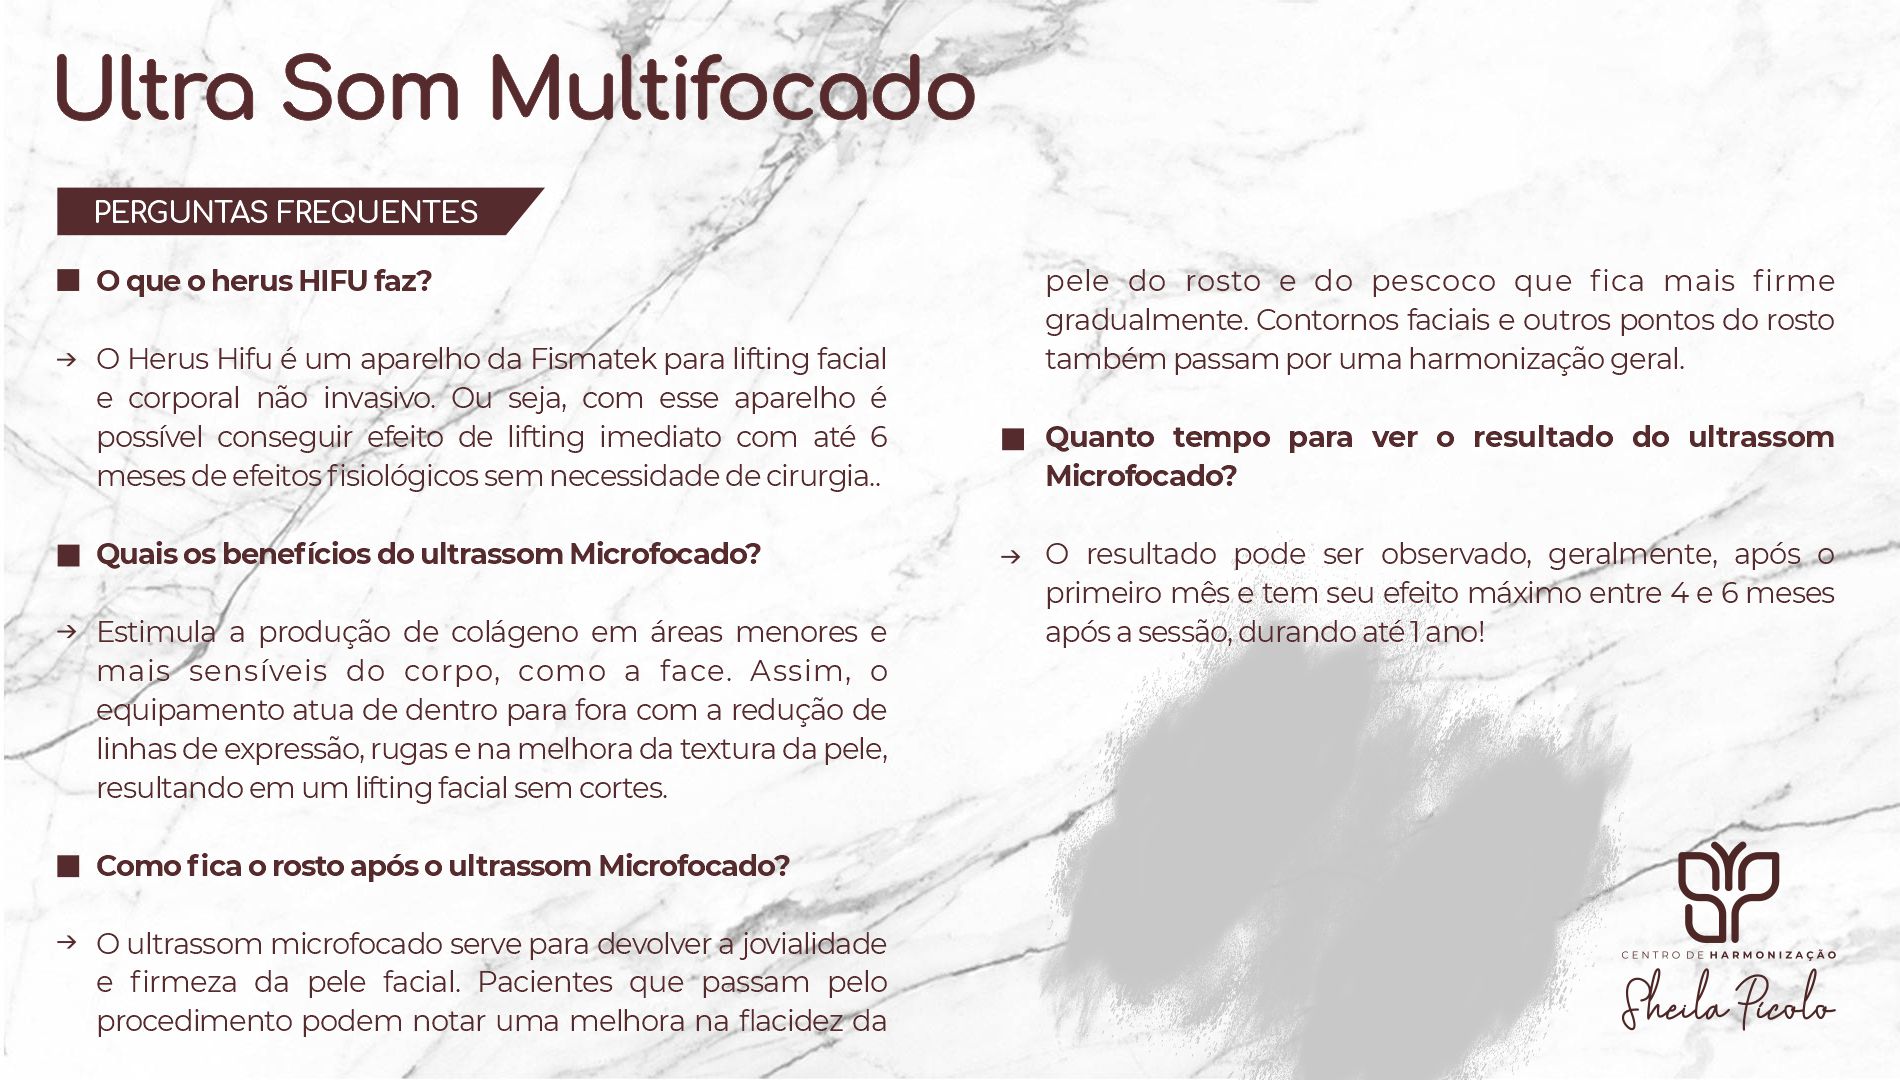 Ultra Som Multifocado
PERGUNTAS FREQUENTES
O que o herus HIFU faz?
O Herus Hifu é um aparelho da Fismatek para lifting facial
e corporal não invasivo. Ou seja, com esse aparelho é
possível conseguir efeito de lifting imediato com até 6
meses de efeitos fisiológicos sem necessidade de cirurgia..
Quais os benefícios do ultrassom Microfocado?
Estimula a produção de colágeno em áreas menores e
mais sensíveis do corpo, como a face. Assim, o
equipamento atua de dentro para fora com a redução de
linhas de expressão, rugas e na melhora da textura da pele,
resultando em um lifting facial sem cortes.
Como fica o rosto após o ultrassom Microfocado?
O ultrassom microfocado serve para devolver a jovialidade
e firmeza da pele facial. Pacientes que passam pelo
procedimento podem notar uma melhora na flacidez da
pele do rosto e do pescoco que fica mais firme
gradualmente. Contornos faciais e outros pontos do rosto
também passam por uma harmonização geral.
Quanto tempo para ver o resultado do ultrassom
Microfocado?
O resultado pode ser observado, geralmente, após o
primeiro mês e tem seu efeito máximo entre 4 e 6 meses
após a sessão, durando até 1 ano!
CENTRO DE HARMONIZAÇÃO
Sheila Picolo